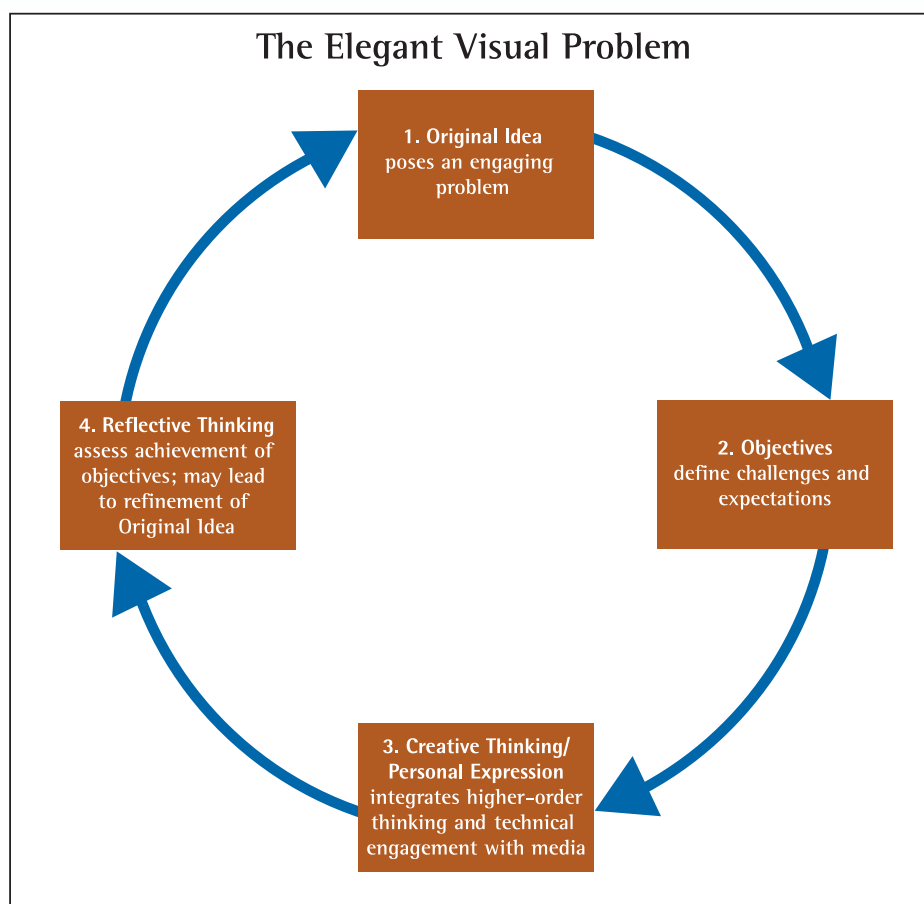 The Elegant Visual Problem
1. Original Idea
poses an engaging
problem
2. Objectives
define challenges and
expectations
3. Creative Thinking/
Personal Expression
integrates higher-order
thinking and technical
engagement with media
4. Reflective Thinking
assess achievement of
objectives; may lead
to refinement of
Original Idea